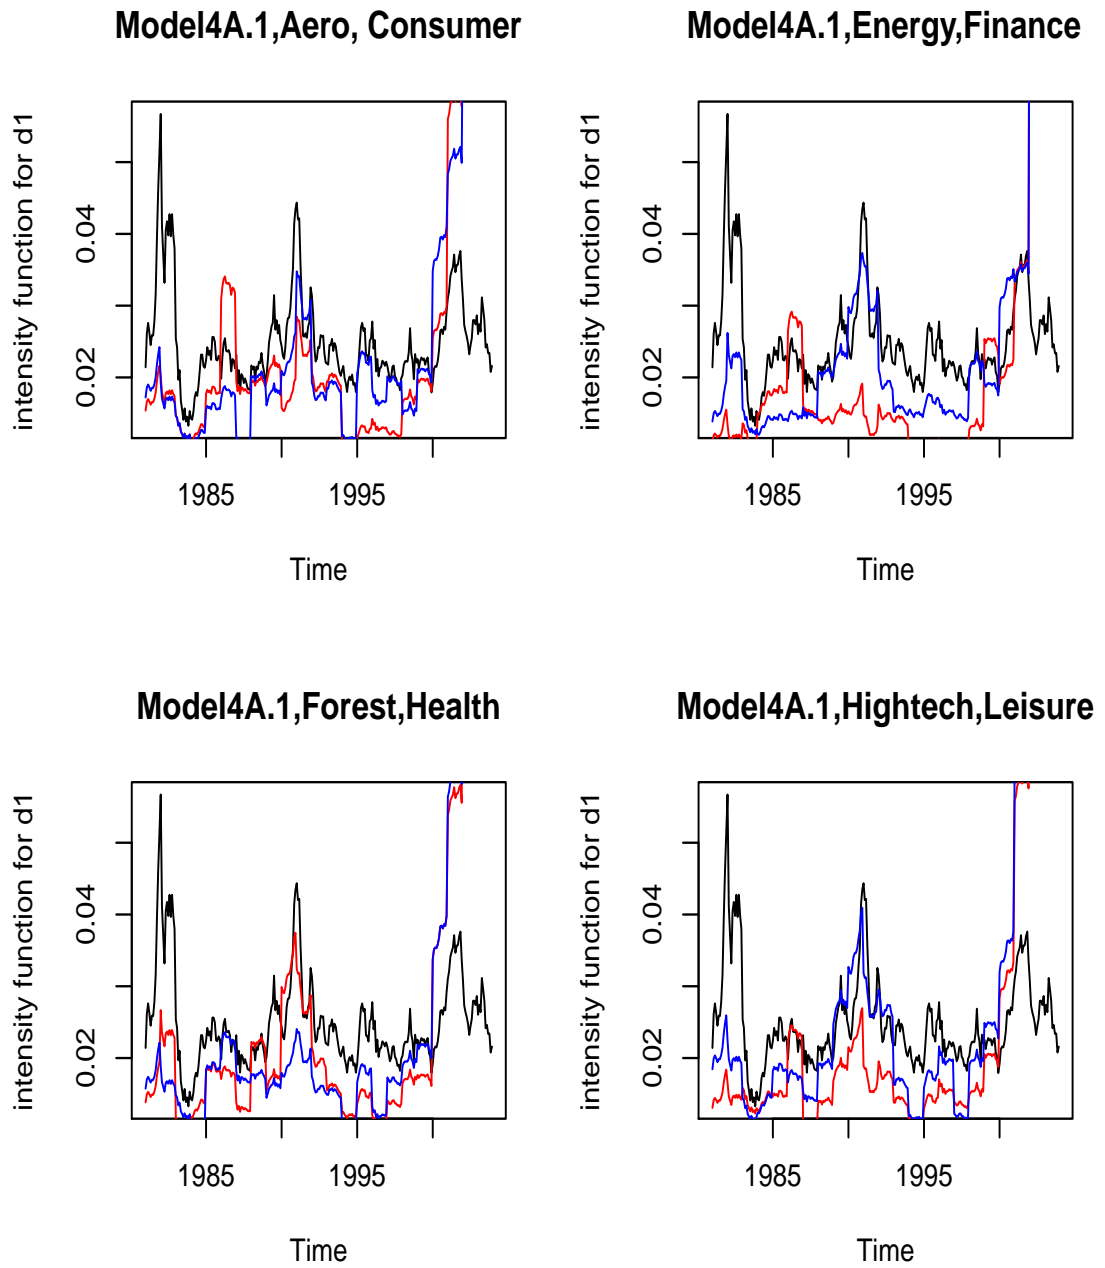 Model4A.1,Aero, Consumer
intensity function for d1
0.02
0.04
1985
1995
Time
Model4A.1,Energy,Finance
intensity function for d1
0.02
0.04
1985
1995
Time
Model4A.1,Forest,Health
intensity function for d1
0.02
0.04
1985
1995
Time
Model4A.1,Hightech,Leisure
intensity function for d1
0.02
0.04
1985
1995
Time